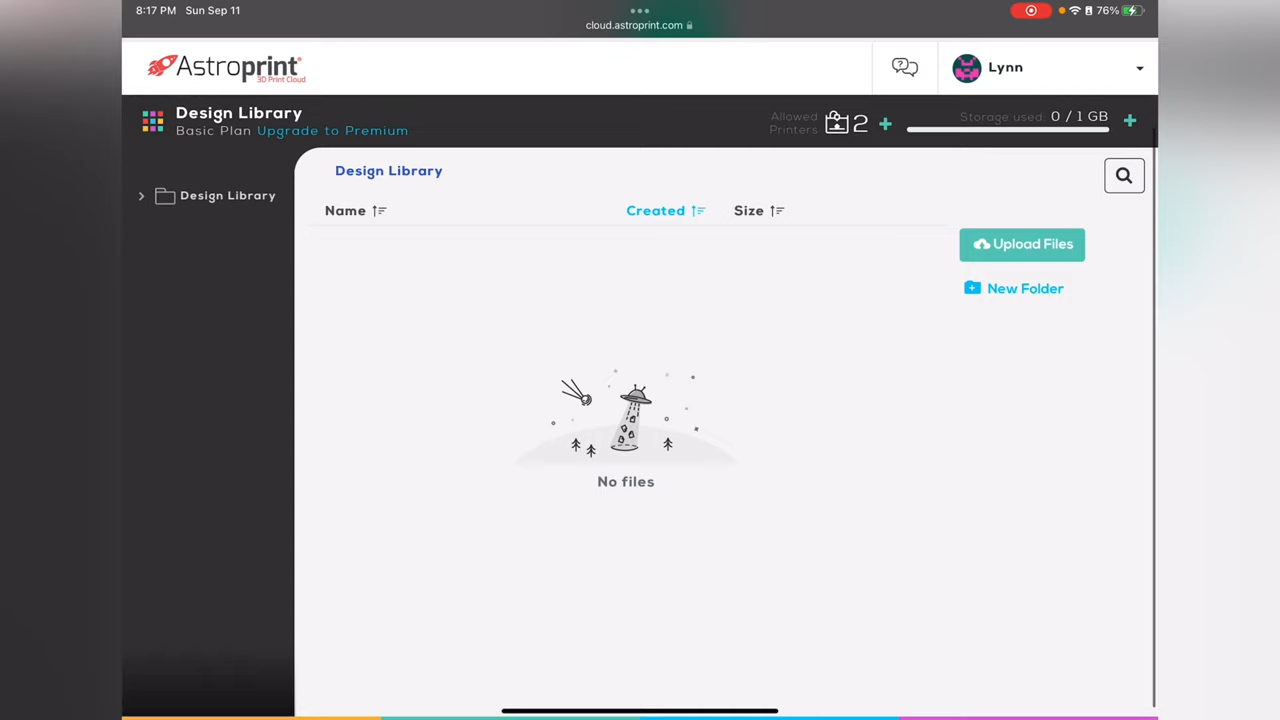 8:17 PM Sun Sep 11
cloud.astroprint.com
76%
Astroprint
3D Print Cloud
Lynn
Design Library
Basic Plan Upgrade to Premium
Allowed
Printers
2
Storage used: 0 / 1 GB
Design Library
Design Library
Name
Created
Size
Upload Files
New Folder
No files